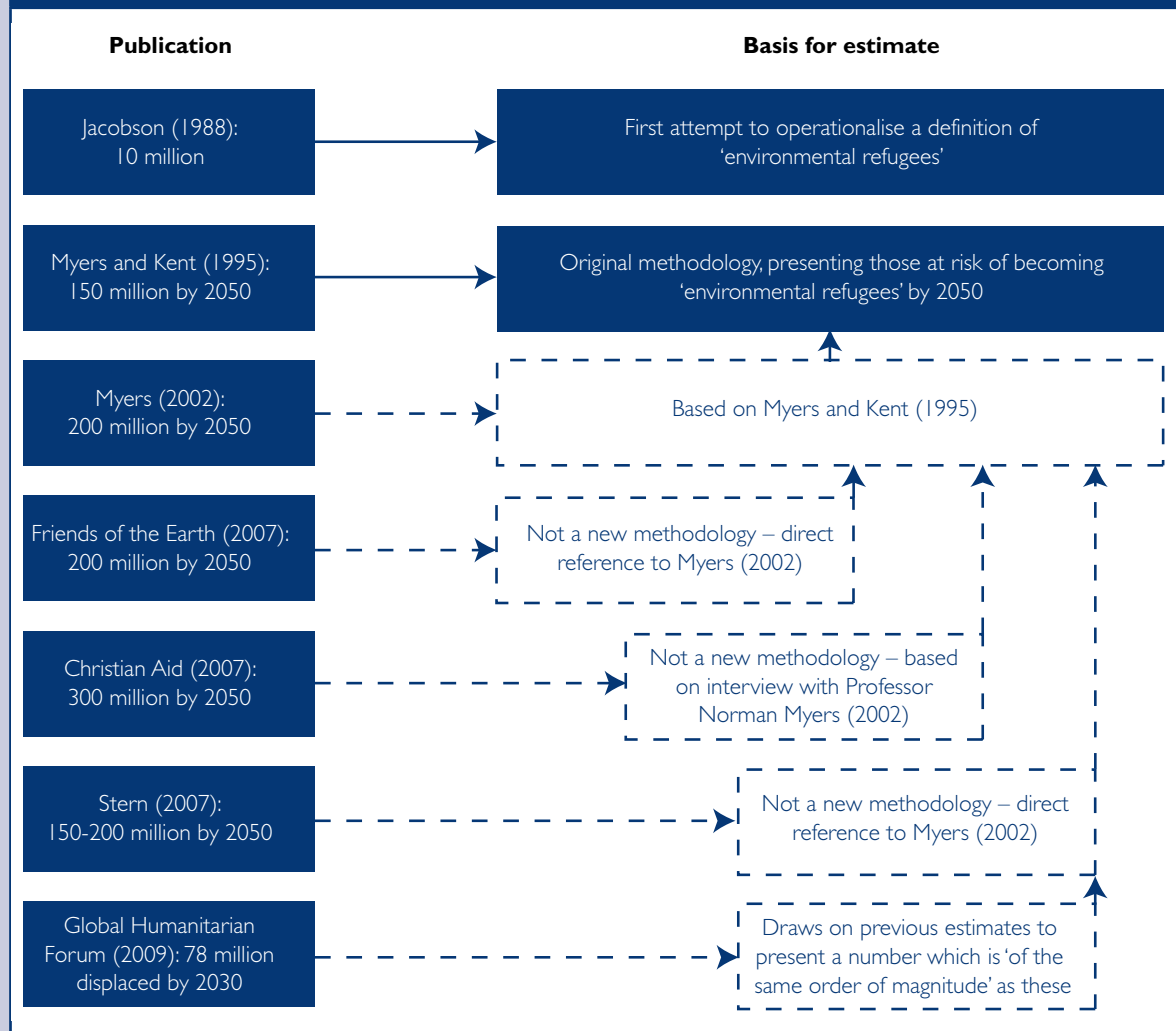 Publication
Basis for estimate
Jacobson (1988):
10 million
First attempt to operationalise a definition of
‘environmental refugees’
Myers and Kent (1995):
150 million by 2050
Original methodology, presenting those at risk of becoming
‘environmental refugees’ by 2050
Myers (2002):
200 million by 2050
Based on Myers and Kent (1995)
Friends of the Earth (2007):
200 million by 2050
Not a new methodology – direct
reference to Myers (2002)
Christian Aid (2007):
300 million by 2050
Not a new methodology – based
on interview with Professor
Norman Myers (2002)
Stern (2007):
150-200 million by 2050
Not a new methodology – direct
reference to Myers (2002)
Global Humanitarian
Forum (2009): 78 million
displaced by 2030
Draws on previous estimates to
present a number which is ‘of the
same order of magnitude’ as these